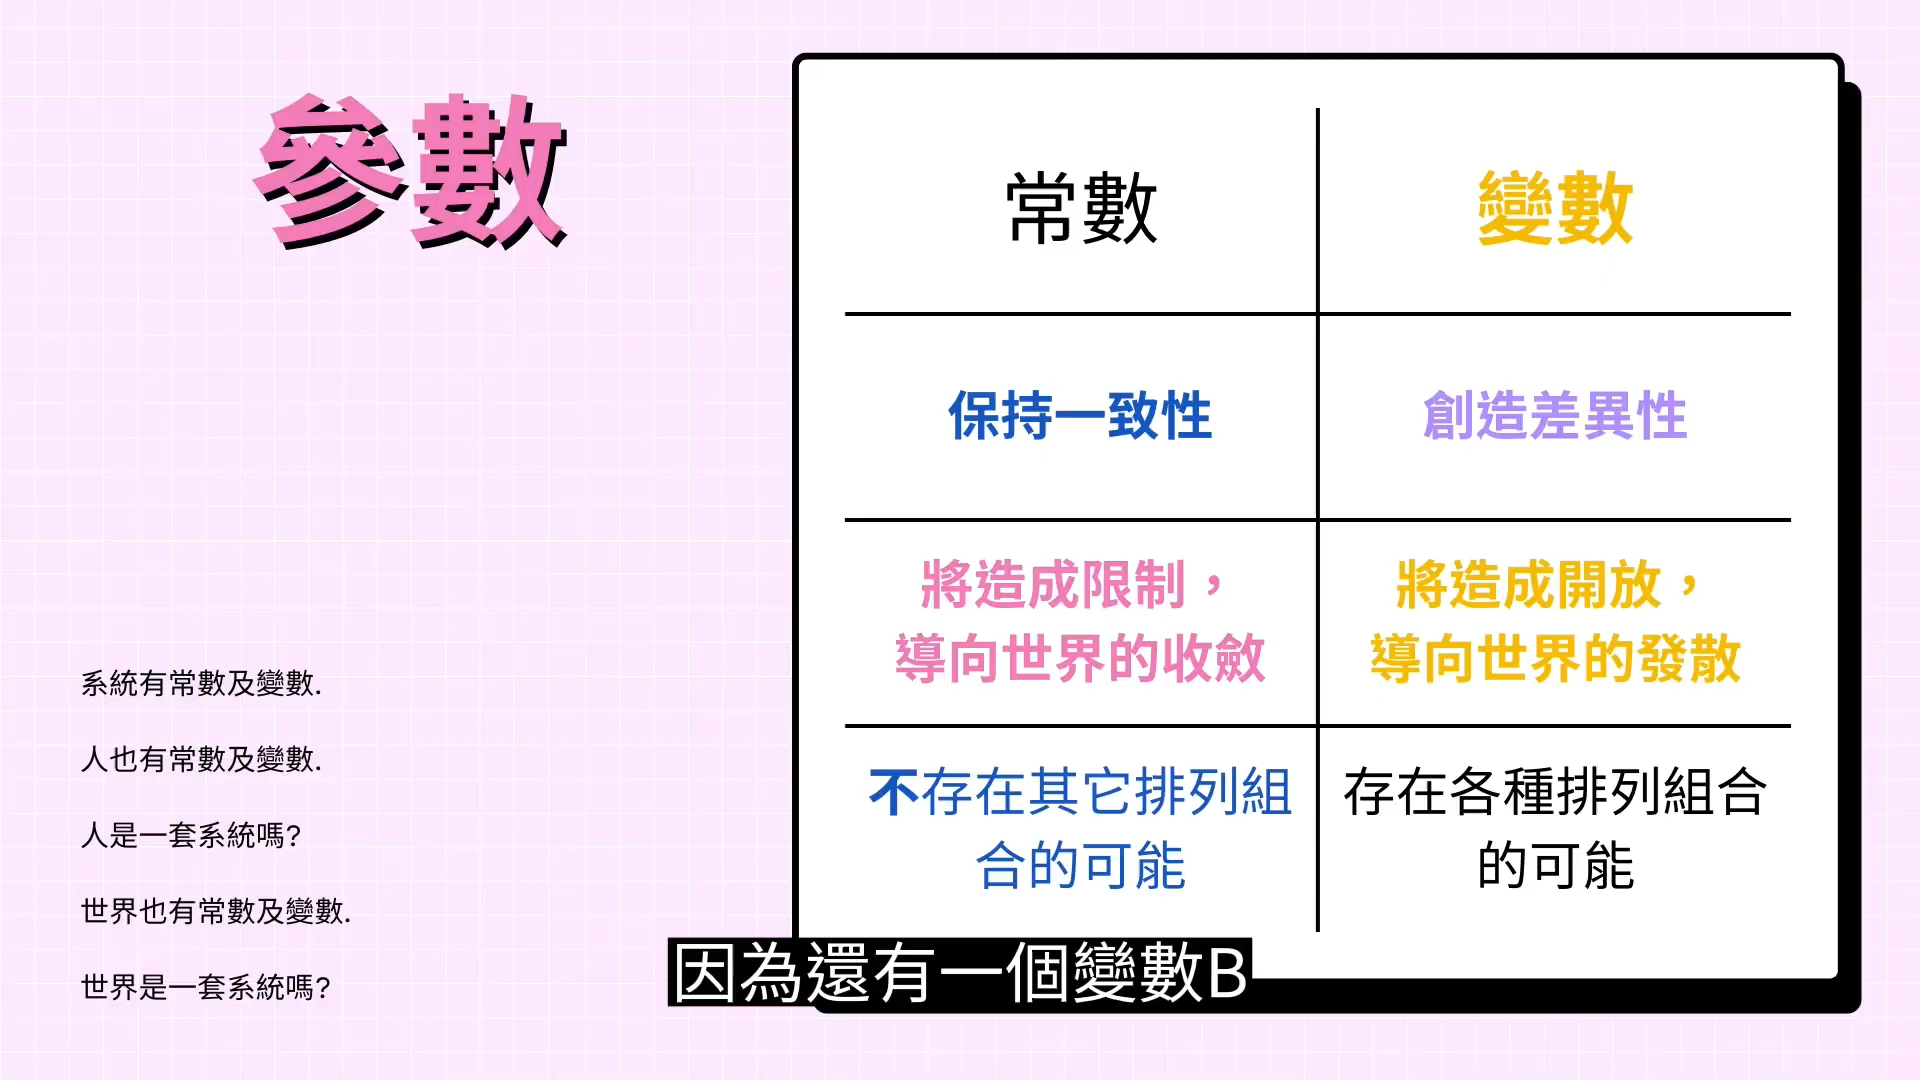 參數
系統有常數及變數.
人也有常數及變數.
人是一套系統嗎?
世界也有常數及變數.
世界是一套系統嗎?
常數
變數
保持一致性
創造差異性
將造成限制，
導向世界的收斂
將造成開放，
導向世界的發散
不存在其它排列組
合的可能
存在各種排列組合
的可能
因為還有一個變數B